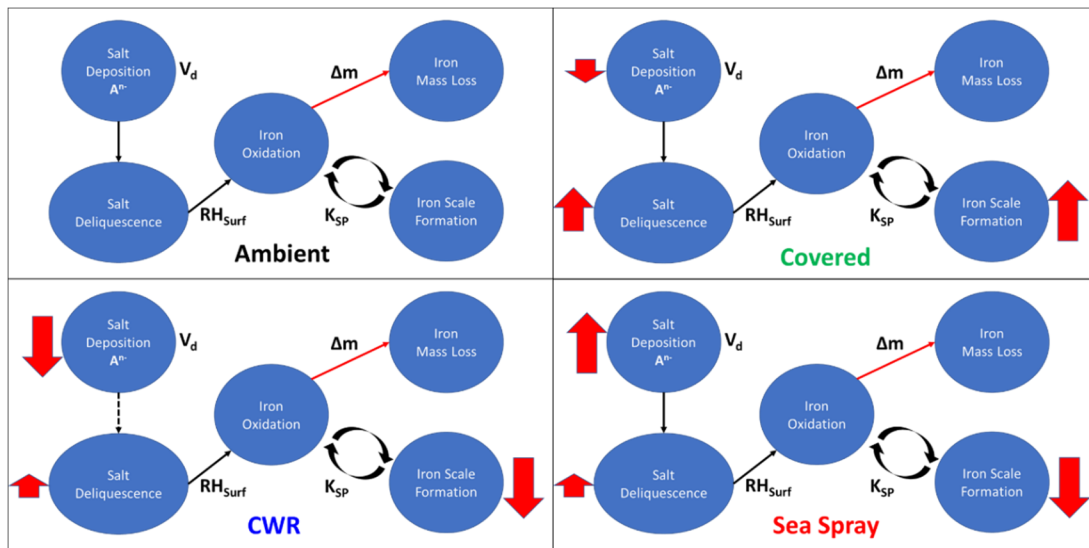 Salt
Deposition
Aⁿ⁻
V_d
Salt
Deliquescence
RH_Surf
Iron
Oxidation
Δm
Iron
Mass Loss
K_SP
Iron Scale
Formation
Ambient
Salt
Deposition
Aⁿ⁻
V_d
Salt
Deliquescence
RH_Surf
Iron
Oxidation
Δm
Iron
Mass Loss
K_SP
Iron Scale
Formation
Covered
Salt
Deposition
Aⁿ⁻
V_d
Salt
Deliquescence
RH_Surf
Iron
Oxidation
Δm
Iron
Mass Loss
K_SP
Iron Scale
Formation
CWR
Salt
Deposition
Aⁿ⁻
V_d
Salt
Deliquescence
RH_Surf
Iron
Oxidation
Δm
Iron
Mass Loss
K_SP
Iron Scale
Formation
Sea Spray